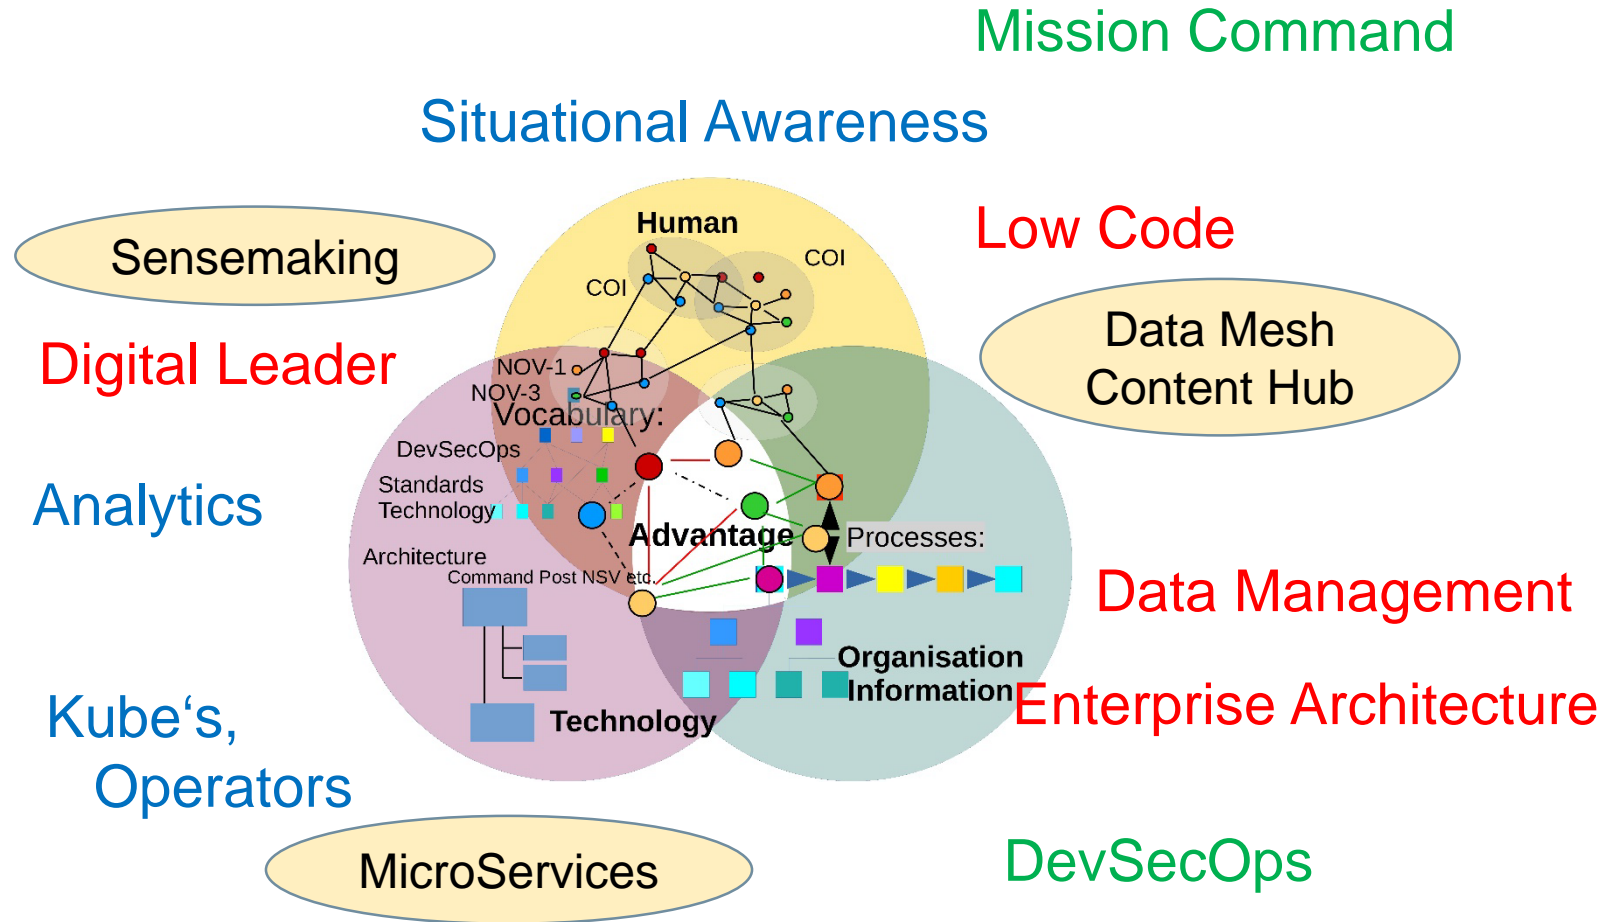 Mission Command
Situational Awareness
Sensemaking
Human
Low Code
COI
COI
Data Mesh
Content Hub
Digital Leader
NOV-1
NOV-3
Vocabulary:
DevSecOps
Analytics
Standards
Technology
Advantage
Processes:
Architecture
Command Post NSV etc.
Data Management
Organisation
Information
Enterprise Architecture
Technology
Kube‘s,
Operators
MicroServices
DevSecOps